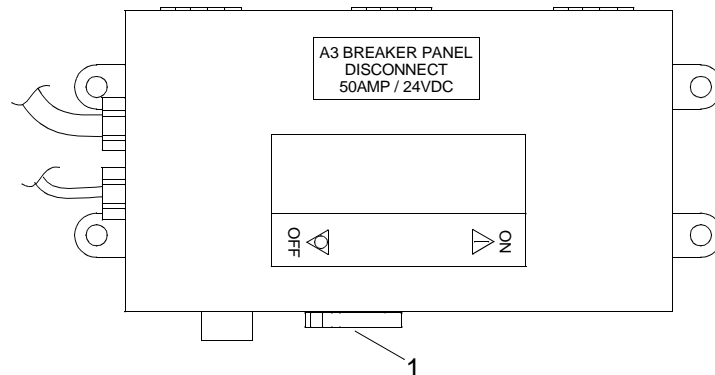 A3 BREAKER PANEL
DISCONNECT
50AMP / 24VDC
OFF
ON
1